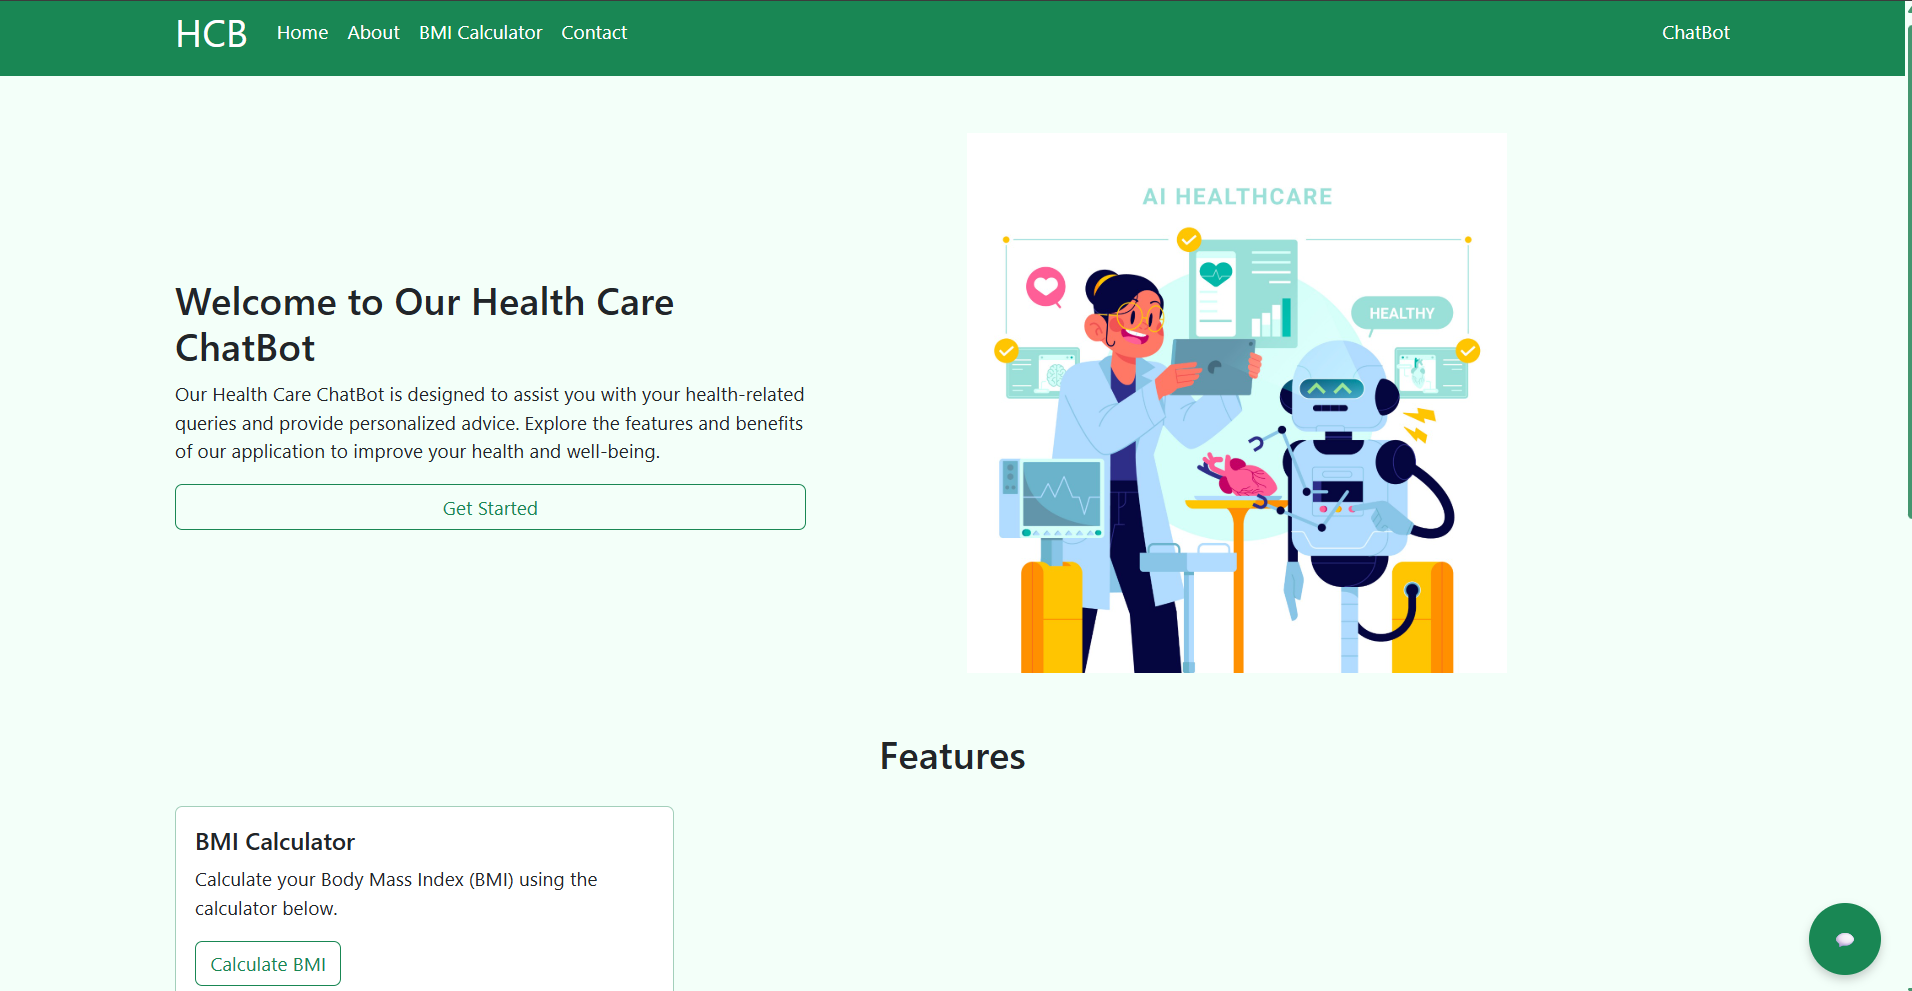 HCB
Home
About
BMI Calculator
Contact
ChatBot
AI HEALTHCARE
HEALTHY
Welcome to Our Health Care
ChatBot
Our Health Care ChatBot is designed to assist you with your health-related
queries and provide personalized advice. Explore the features and benefits
of our application to improve your health and well-being.
Get Started
Features
BMI Calculator
Calculate your Body Mass Index (BMI) using the
calculator below.
Calculate BMI